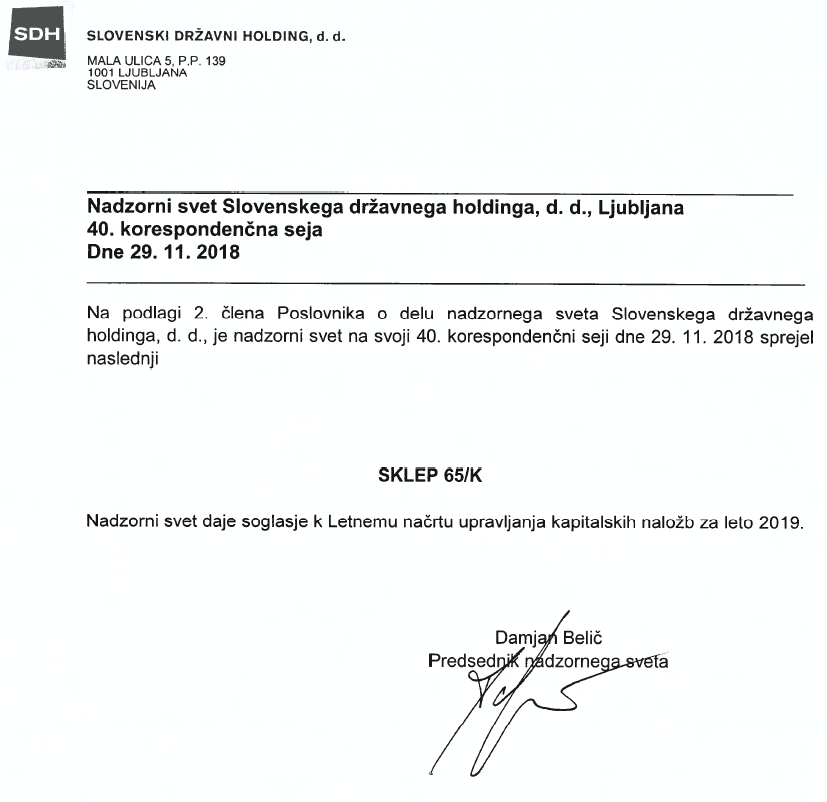 SDH
SLOVENSKI DRŽAVNI HOLDING, d. d.
MALA ULICA 5, P.P. 139
1001 LJUBLJANA
SLOVENIJA
Nadzorni svet Slovenskega državnega holdinga, d. d., Ljubljana
40. korespondenčna seja
Dne 29. 11. 2018
Na podlagi 2. člena Poslovnika o delu nadzornega sveta Slovenskega državnega
holdinga, d. d., je nadzorni svet na svoji 40. korespondenčni seji dne 29. 11. 2018 sprejel
naslednji
SKLEP 65/K
Nadzorni svet daje soglasje k Letnemu načrtu upravljanja kapitalskih naložb za leto 2019.
Damjan Belič
Predsednik nadzornega sveta